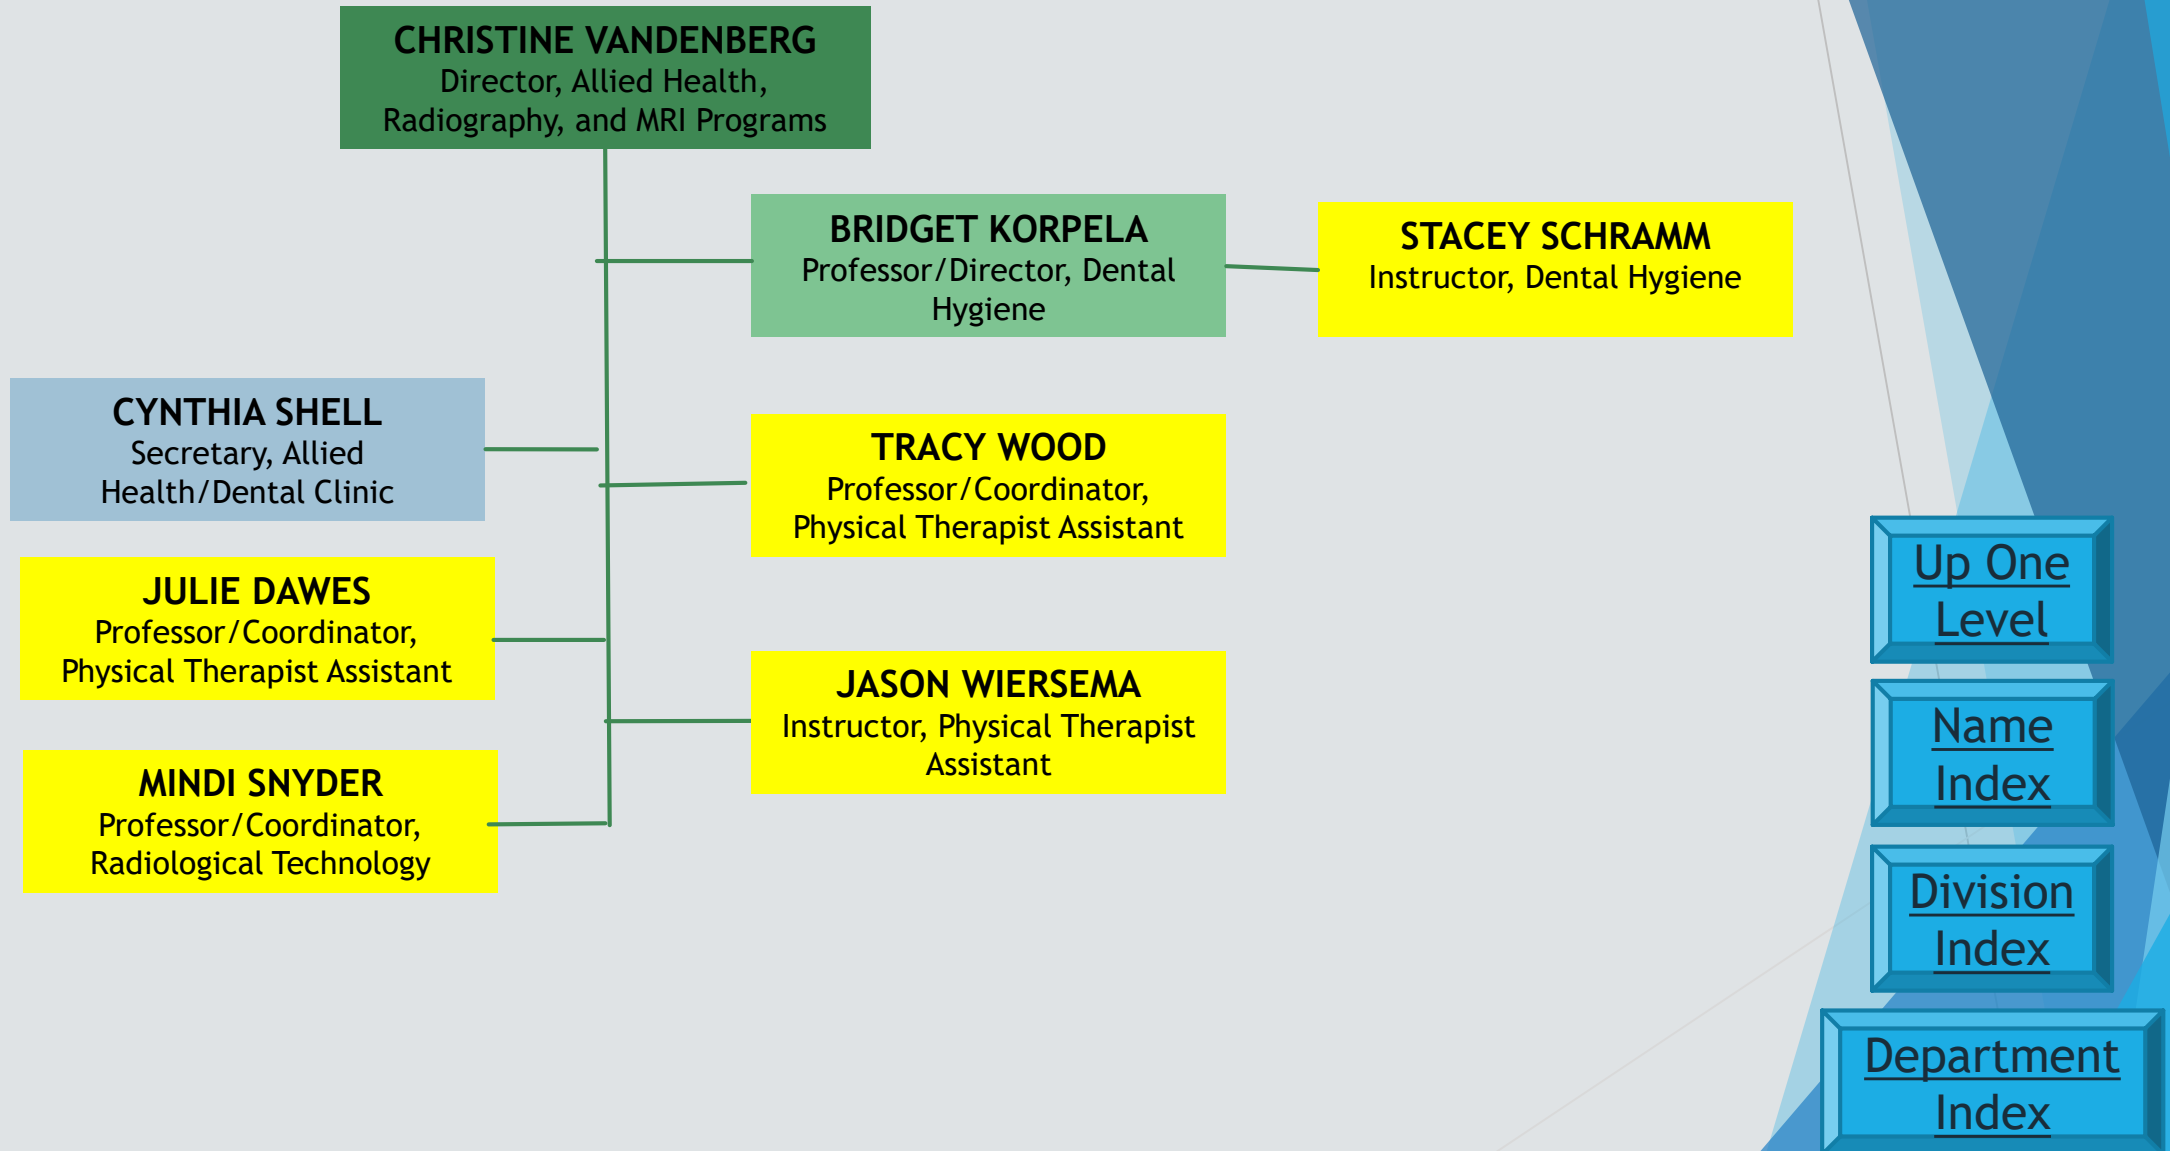 CHRISTINE VANDENBERG
Director, Allied Health,
Radiography, and MRI Programs
BRIDGET KORPELA
Professor/Director, Dental
Hygiene
STACEY SCHRAMM
Instructor, Dental Hygiene
CYNTHIA SHELL
Secretary, Allied
Health/Dental Clinic
TRACY WOOD
Professor/Coordinator,
Physical Therapist Assistant
JULIE DAWES
Professor/Coordinator,
Physical Therapist Assistant
JASON WIERSEMA
Instructor, Physical Therapist
Assistant
MINDI SNYDER
Professor/Coordinator,
Radiological Technology
Up One
Level
Name
Index
Division
Index
Department
Index